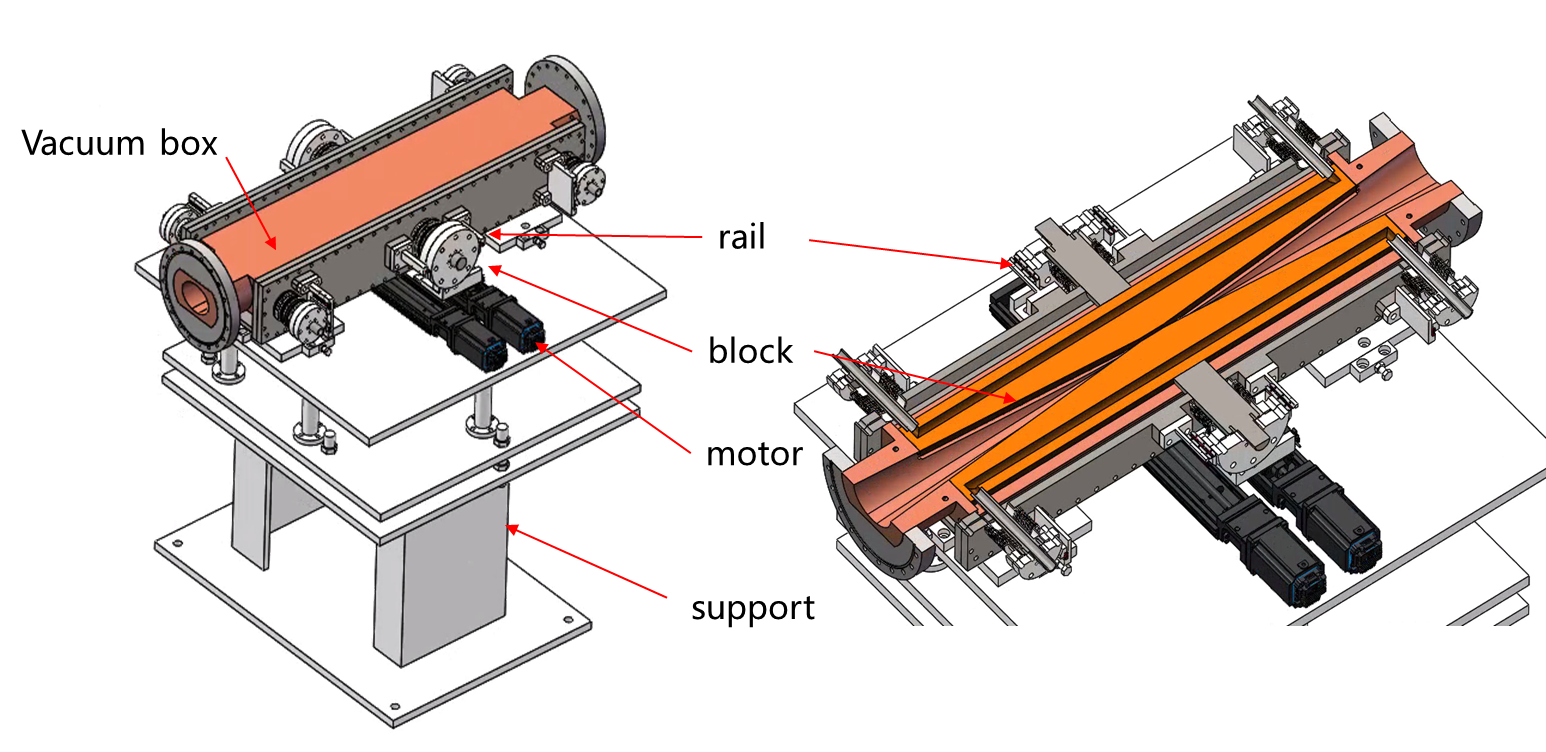 Vacuum box
rail
block
motor
support